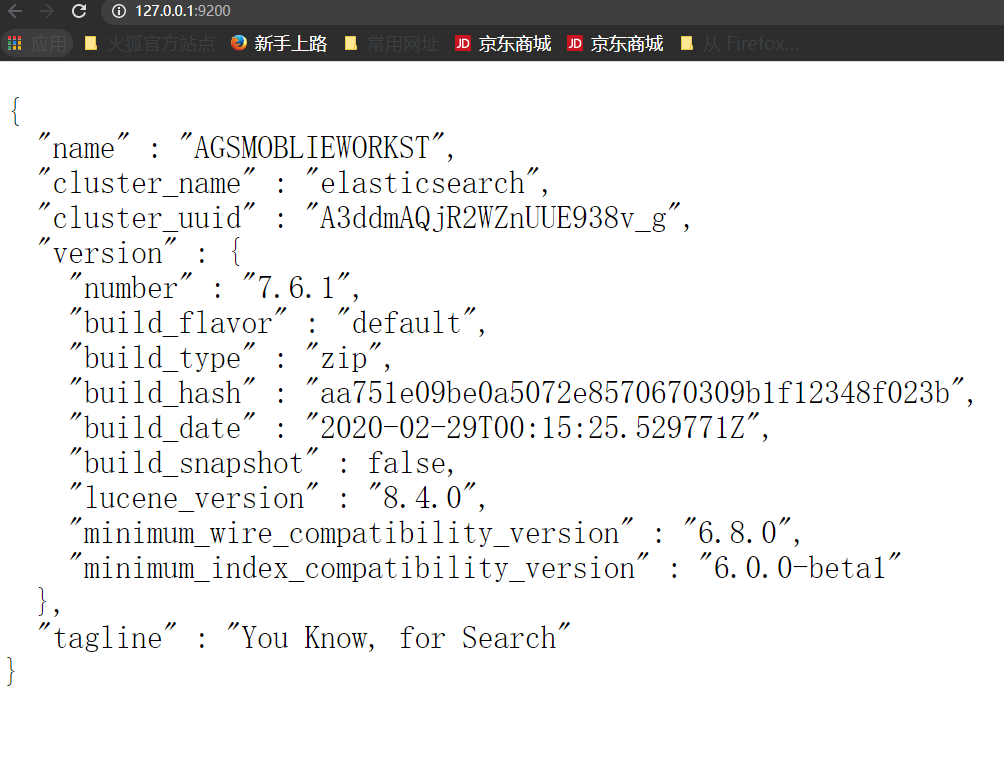 127.0.0.1:9200
应用 火狐官方站点 新手上路 常用网址 JD 京东商城 JD 京东商城 从 Firefox...
{
"name" : "AGSMOBLIEWORKST",
"cluster_name" : "elasticsearch",
"cluster_uuid" : "A3ddmAQjR2WZnUUE938v_g",
"version" : {
"number" : "7.6.1",
"build_flavor" : "default",
"build_type" : "zip",
"build_hash" : "aa751e09be0a5072e8570670309b1f12348f023b",
"build_date" : "2020-02-29T00:15:25.529771Z",
"build_snapshot" : false,
"lucene_version" : "8.4.0",
"minimum_wire_compatibility_version" : "6.8.0",
"minimum_index_compatibility_version" : "6.0.0-beta1"
},
"tagline" : "You Know, for Search"
}